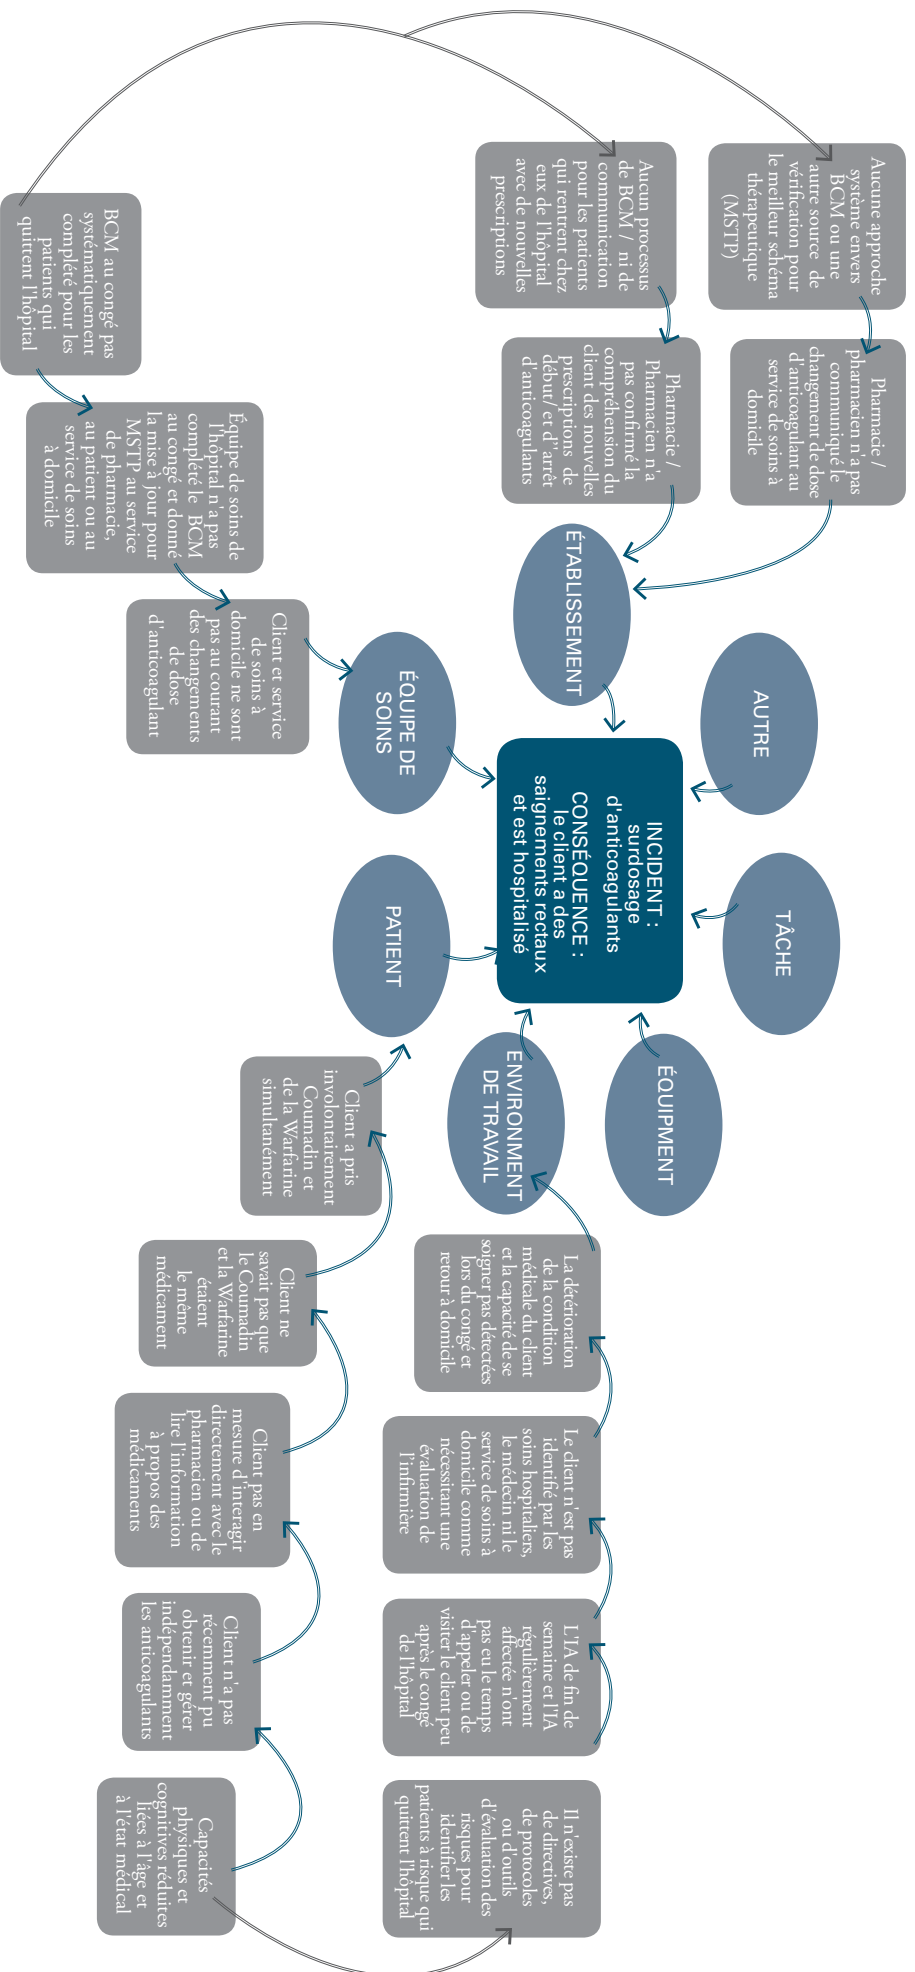 Aucune approche
système envers
BCM ou une
autre source de
vérification pour
le meilleur schéma
thérapeutique
(MSTP)
Pharmacie /
pharmacien n'a pas
communiqué le
changement de dose
d'anticoagulant au
service de soins à
domicile
Aucun processus
de BCM / ni de
communication
pour les patients
qui rentrent chez
eux de l'hôpital
avec de nouvelles
prescriptions
Pharmacie /
Pharmacien n'a
pas confirmé la
compréhension du
client des nouvelles
prescriptions de
début/ et d'arrêt
d'anticoagulants
BCM au congé pas
systématiquement
complété pour les
patients qui
quittent l'hôpital
Équipe de soins de
l'hôpital n'a pas
complété le BCM
au congé et donné
la mise à jour pour
MSTP au service
de pharmacie,
au patient ou au
service de soins
à domicile
Client et service
de soins à
domicile ne sont
pas au courant
des changements
de dose
d'anticoagulant
ÉTABLISSEMENT
ÉQUIPE DE
SOINS
AUTRE
TÂCHE
ÉQUIPMENT
ENVIRONMENT
DE TRAVAIL
PATIENT
INCIDENT :
surdosage
d'anticoagulants
CONSÉQUENCE :
le client a des
saignements rectaux
et est hospitalisé
La détérioration
de la condition
médicale du client
et la capacité de se
soigner pas détectées
lors du congé et
retour à domicile
Le client n'est pas
identifié par les
soins hospitaliers,
le médecin ni le
service de soins à
domicile comme
nécessitant une
évaluation de
l'infirmière
L'IA de fin de
semaine et l'IA
régulièrement
affectée n'ont
pas eu le temps
d'appeler ou de
visiter le client peu
après le congé
de l'hôpital
Il n'existe pas
de directives,
de protocoles
ou d'outils
d'évaluation des
risques pour
identifier les
patients à risque qui
quittent l'hôpital
Client a pris
involontairement
Coumadin et
de la Warfarine
simultanément
Client ne
savait pas que
le Coumadin
et la Warfarine
étaient
le même
médicament
Client pas en
mesure d'interagir
directement avec le
pharmacien ou de
lire l'information
à propos des
médicaments
Client n'a pas
récemment pu
obtenir et gérer
indépendamment
les anticoagulants
Capacités
physiques et
cognitives réduites
liées à l'âge et
à l'état médical